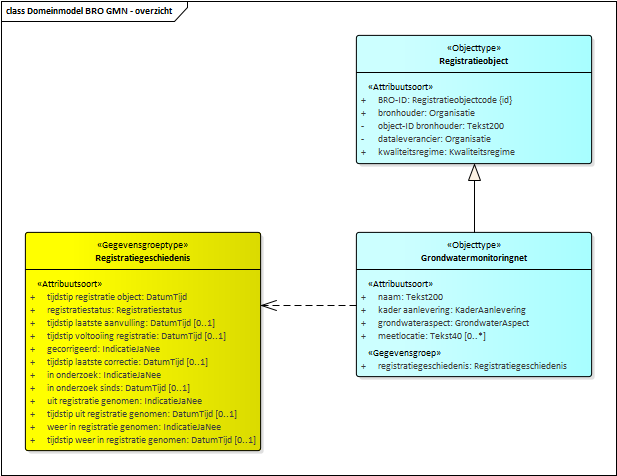 class Domeinmodel BRO GMN - overzicht
«Objecttype»
Registratieobject
«Attribuutsoort»
+ BRO-ID: Registratieobjectcode {id}
+ bronhouder: Organisatie
- object-ID bronhouder: Tekst200
- dataleverancier: Organisatie
+ kwaliteitsregime: Kwaliteitsregime
«Gegevensgroeptype»
Registratiegeschiedenis
«Attribuutsoort»
+ tijdstip registratie object: DatumTijd
+ registratiestatus: Registratiestatus
+ tijdstip laatste aanvulling: DatumTijd [0..1]
+ tijdstip voltooiing registratie: DatumTijd [0..1]
+ gecorrigeerd: IndicatieJaNee
+ tijdstip laatste correctie: DatumTijd [0..1]
+ in onderzoek: IndicatieJaNee
+ in onderzoek sinds: DatumTijd [0..1]
+ uit registratie genomen: IndicatieJaNee
+ tijdstip uit registratie genomen: DatumTijd [0..1]
+ weer in registratie genomen: IndicatieJaNee
+ tijdstip weer in registratie genomen: DatumTijd [0..1]
«Objecttype»
Grondwatermonitoringnet
«Attribuutsoort»
+ naam: Tekst200
+ kader aanlevering: KaderAanlevering
+ grondwateraspect: GrondwaterAspect
+ meetlocatie: Tekst40 [0..*]
«Gegevensgroep»
+ registratiegeschiedenis: Registratiegeschiedenis